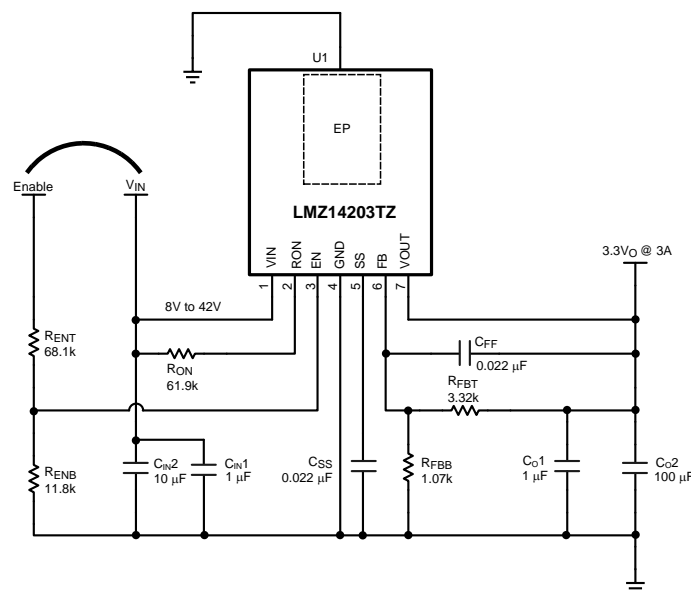 U1
EP
Enable
VIN
LMZ14203TZ
VIN
RON
EN
GND
SS
FB
VOUT
1
2
3
4
5
6
7
3.3VO @ 3A
8V to 42V
CFF
0.022 μF
RENT
68.1k
RON
61.9k
RFBT
3.32k
RENB
11.8k
CIN2
10 μF
CIN1
1 μF
CSS
0.022 μF
RFBB
1.07k
CO1
1 μF
CO2
100 μF